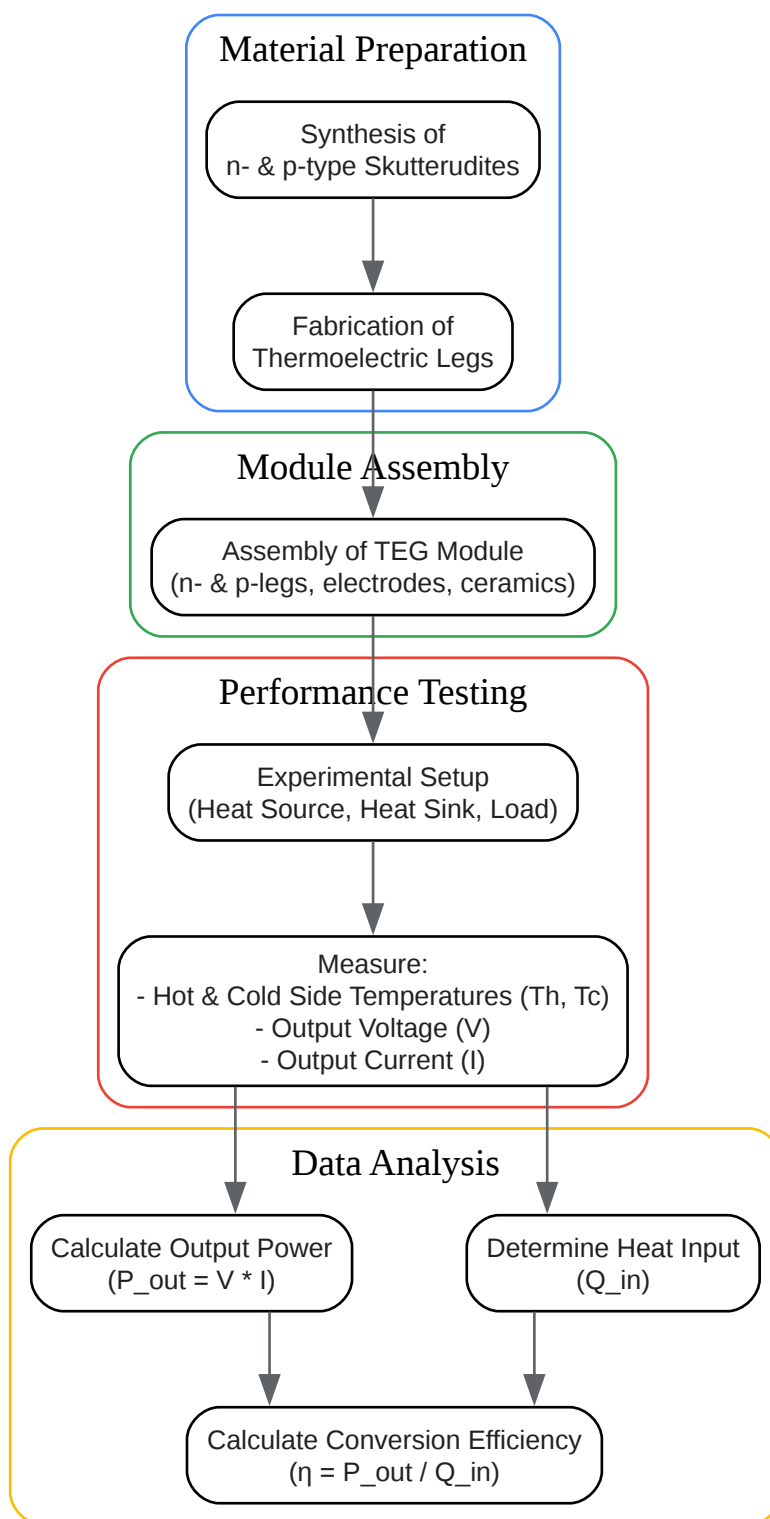 Material Preparation
Synthesis of
n- & p-type Skutterudites
Fabrication of
Thermoelectric Legs
Module Assembly
Assembly of TEG Module
(n- & p-legs, electrodes, ceramics)
Performance Testing
Experimental Setup
(Heat Source, Heat Sink, Load)
Measure:
- Hot & Cold Side Temperatures (Th, Tc)
- Output Voltage (V)
- Output Current (I)
Data Analysis
Calculate Output Power
(P_out = V * I)
Determine Heat Input
(Q_in)
Calculate Conversion Efficiency
(η = P_out / Q_in)